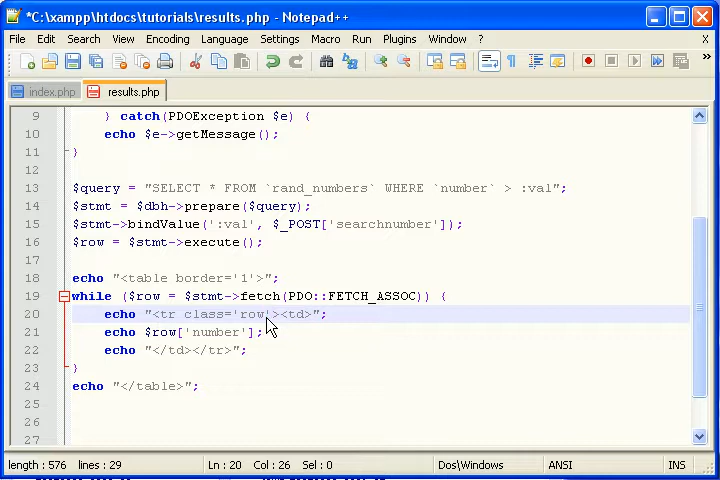 *C:\xampp\htdocs\tutorials\results.php - Notepad++
File Edit Search View Encoding Language Settings Macro Run Plugins Window ? X
index.php results.php
9 } catch(PDOException $e) {
10 echo $e->getMessage();
11 }
12
13 $query = "SELECT * FROM `rand_numbers` WHERE `number` > :val";
14 $stmt = $dbh->prepare($query);
15 $stmt->bindValue(':val', $_POST['searchnumber']);
16 $row = $stmt->execute();
17
18 echo "<table border='1'>";
19 while ($row = $stmt->fetch(PDO::FETCH_ASSOC)) {
20 echo "<tr class='row'><td>";
21 echo $row['number'];
22 echo "</td></tr>";
23 }
24 echo "</table>";
25
26
27
length : 576 lines : 29 Ln : 20 Col : 26 Sel : 0 Dos\Windows ANSI INS